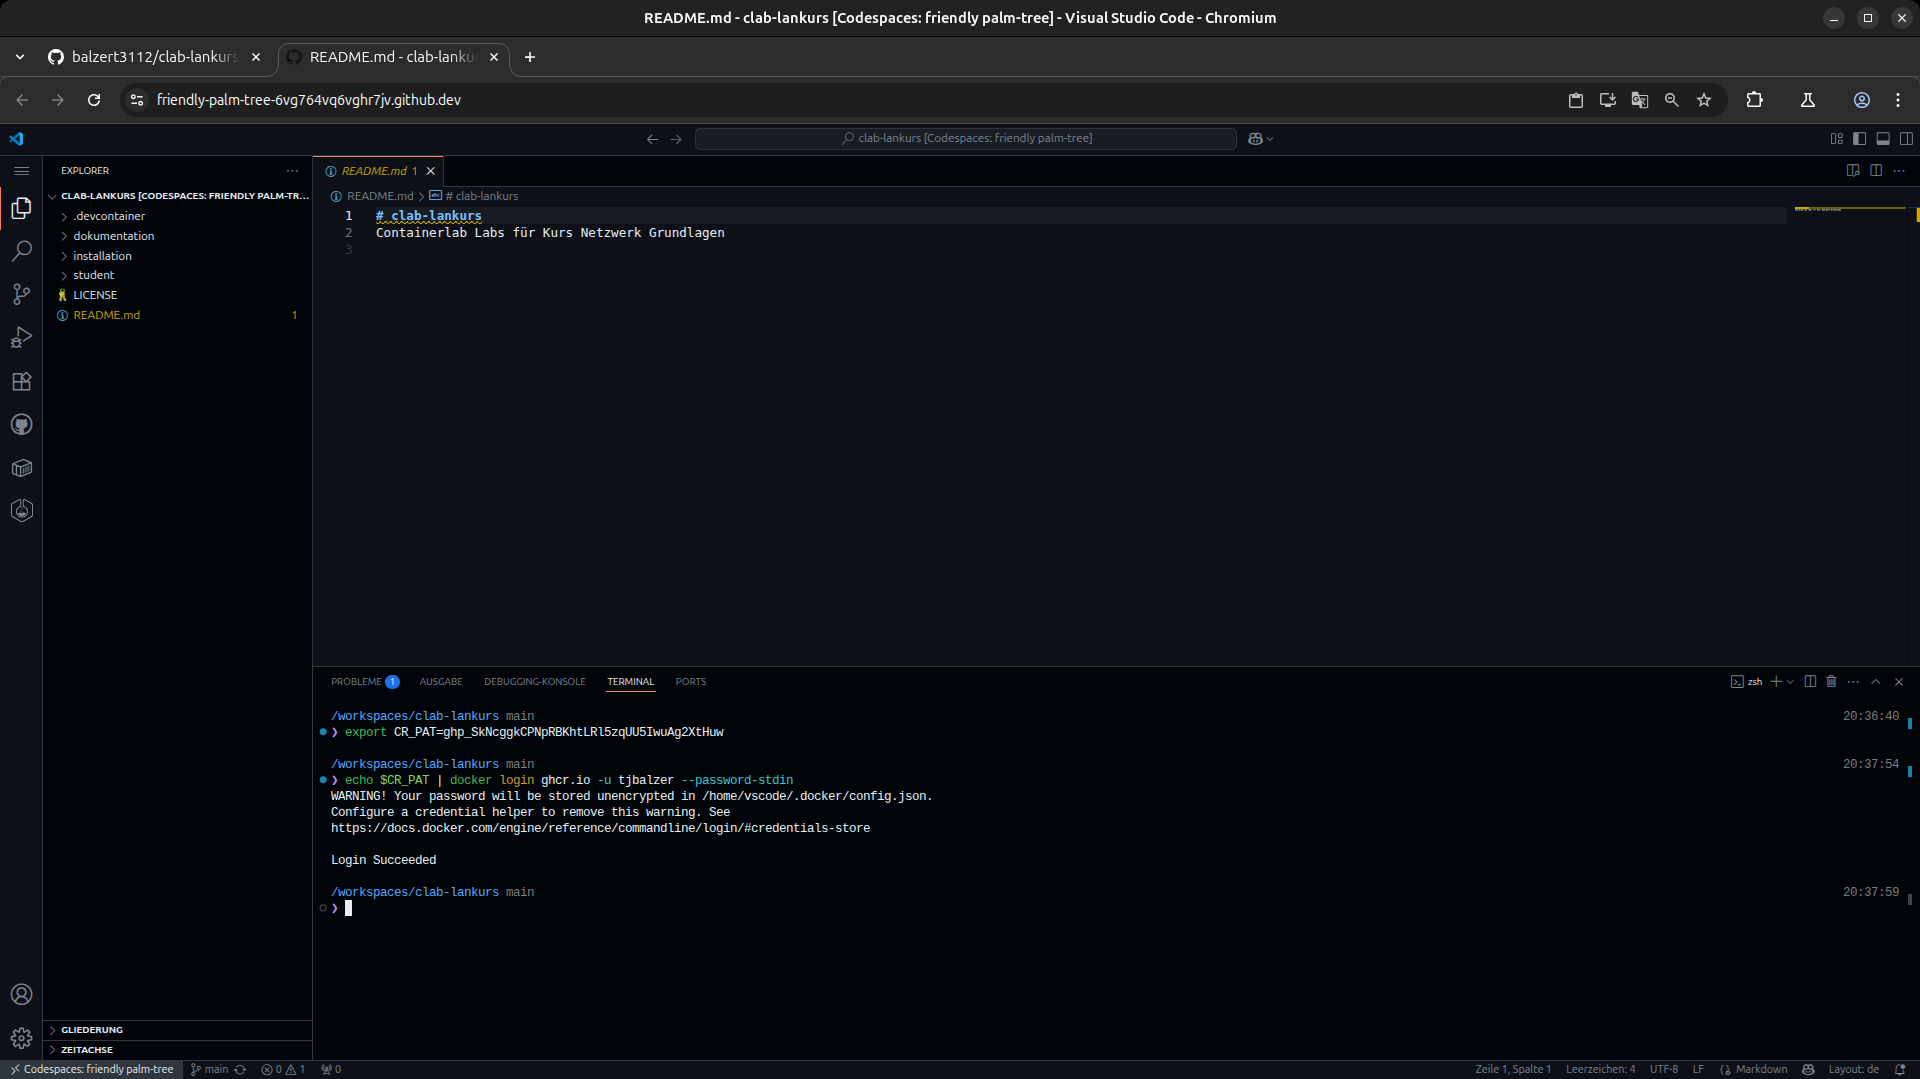 README.md - clab-lankurs [Codespaces: friendly palm-tree] - Visual Studio Code - Chromium
balzert3112/clab-lankurs
README.md - clab-lanku
friendly-palm-tree-6vg764vq6vghr7jv.github.dev
clab-lankurs [Codespaces: friendly palm-tree]
EXPLORER
CLAB-LANKURS [CODESPACES: FRIENDLY PALM-TR...
.devcontainer
dokumentation
installation
student
LICENSE
README.md 1
GLIEDERUNG
ZEITACHSE
README.md 1
README.md > # clab-lankurs
1 # clab-lankurs
2 Containerlab Labs für Kurs Netzwerk Grundlagen
3
PROBLEME 1 AUSGABE DEBUGGING-KONSOLE TERMINAL PORTS
zsh
/workspaces/clab-lankurs main 20:36:40
❯ export CR_PAT=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
/workspaces/clab-lankurs main 20:37:54
❯ echo $CR_PAT | docker login ghcr.io -u tjbalzer --password-stdin
WARNING! Your password will be stored unencrypted in /home/vscode/.docker/config.json.
Configure a credential helper to remove this warning. See
https://docs.docker.com/engine/reference/commandline/login/#credentials-store
Login Succeeded
/workspaces/clab-lankurs main 20:37:59
❯
Codespaces: friendly palm-tree main 0 1 0 Zeile 1, Spalte 1 Leerzeichen: 4 UTF-8 LF Markdown Layout: de